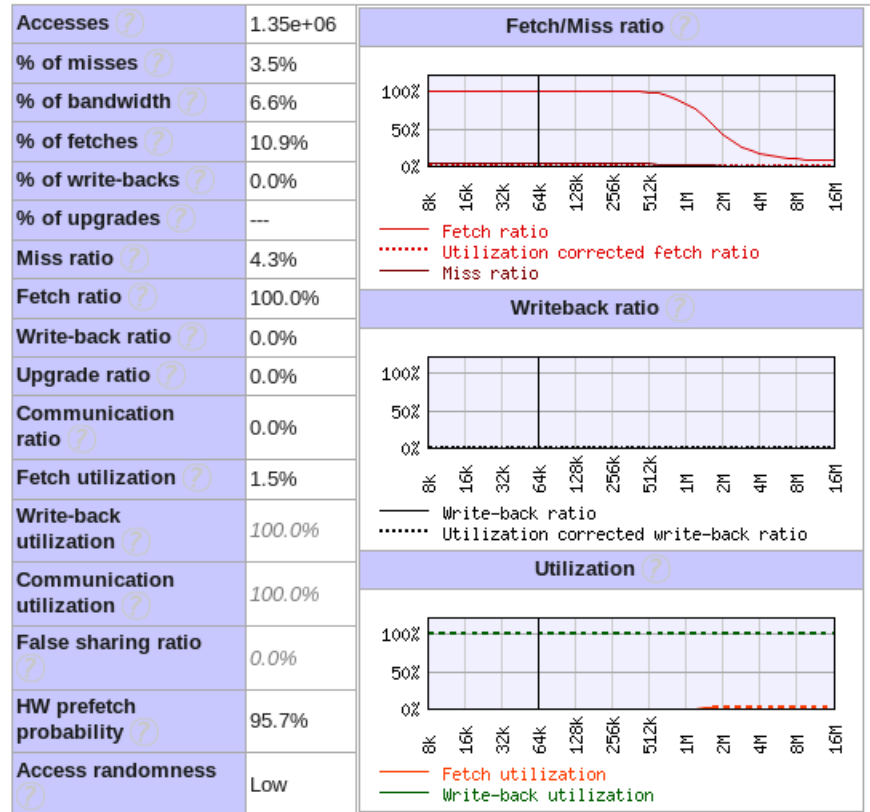 Accesses ? 1.35e+06
% of misses ? 3.5%
% of bandwidth ? 6.6%
% of fetches ? 10.9%
% of write-backs ? 0.0%
% of upgrades ? ---
Miss ratio ? 4.3%
Fetch ratio ? 100.0%
Write-back ratio ? 0.0%
Upgrade ratio ? 0.0%
Communication
ratio ? 0.0%
Fetch utilization ? 1.5%
Write-back
utilization ? 100.0%
Communication
utilization ? 100.0%
False sharing ratio
? 0.0%
HW prefetch
probability ? 95.7%
Access randomness
? Low
Fetch/Miss ratio ?
100%
50%
0%
8k 16k 32k 64k 128k 256k 512k 1M 2M 4M 8M 16M
Fetch ratio
Utilization corrected fetch ratio
Miss ratio
Writeback ratio ?
100%
50%
0%
8k 16k 32k 64k 128k 256k 512k 1M 2M 4M 8M 16M
Write-back ratio
Utilization corrected write-back ratio
Utilization ?
100%
50%
0%
8k 16k 32k 64k 128k 256k 512k 1M 2M 4M 8M 16M
Fetch utilization
Write-back utilization